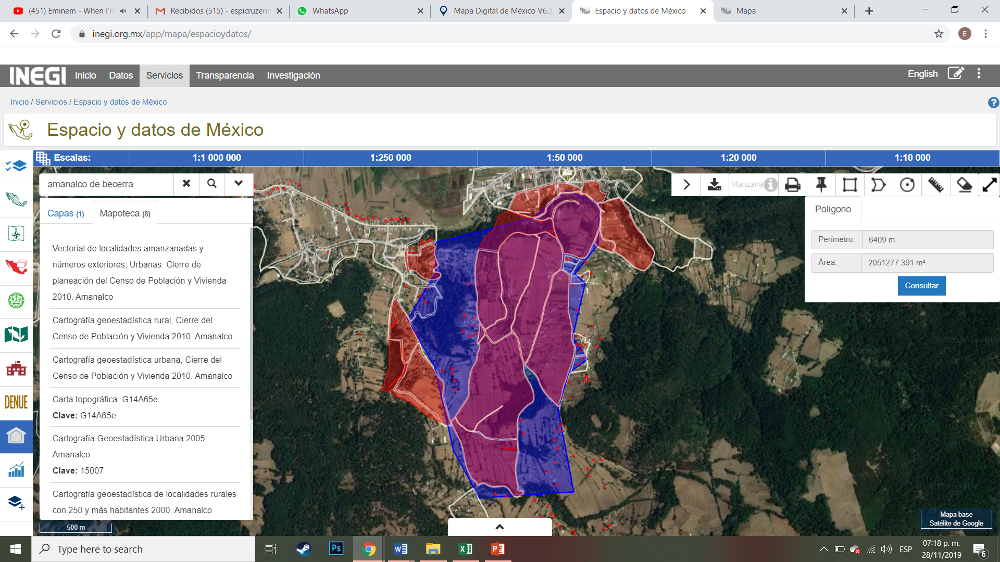 (451) Eminem - When I'm
Recibidos (515) - espicruzenr
WhatsApp
Mapa Digital de México V6.3
Espacio y datos de México
Mapa
inegi.org.mx/app/mapa/espacioydatos/
E
INEGI
Inicio
Datos
Servicios
Transparencia
Investigación
English
Inicio / Servicios / Espacio y datos de México
?
Espacio y datos de México
Escalas:
1:1 000 000
1:250 000
1:50 000
1:20 000
1:10 000
amanalco de becerra
Manzana
Capas (1)
Mapoteca (8)
Vectorial de localidades amanzanadas y
números exteriores, Urbanas. Cierre de
planeación del Censo de Población y Vivienda
2010. Amanalco
Cartografía geoestadística rural, Cierre del
Censo de Población y Vivienda 2010. Amanalco
Cartografía geoestadística urbana, Cierre del
Censo de Población y Vivienda 2010. Amanalco
Carta topográfica. G14A65e
Clave: G14A65e
Cartografía Geoestadística Urbana 2005.
Amanalco
Clave: 15007
Cartografía geoestadística de localidades rurales
con 250 y más habitantes 2000. Amanalco
DENUE
Polígono
Perímetro:
6409 m
Área:
2051277.391 m²
Consultar
500 m
Mapa base
Satélite de Google
Type here to search
Ps
ESP
07:18 p. m.
28/11/2019
6